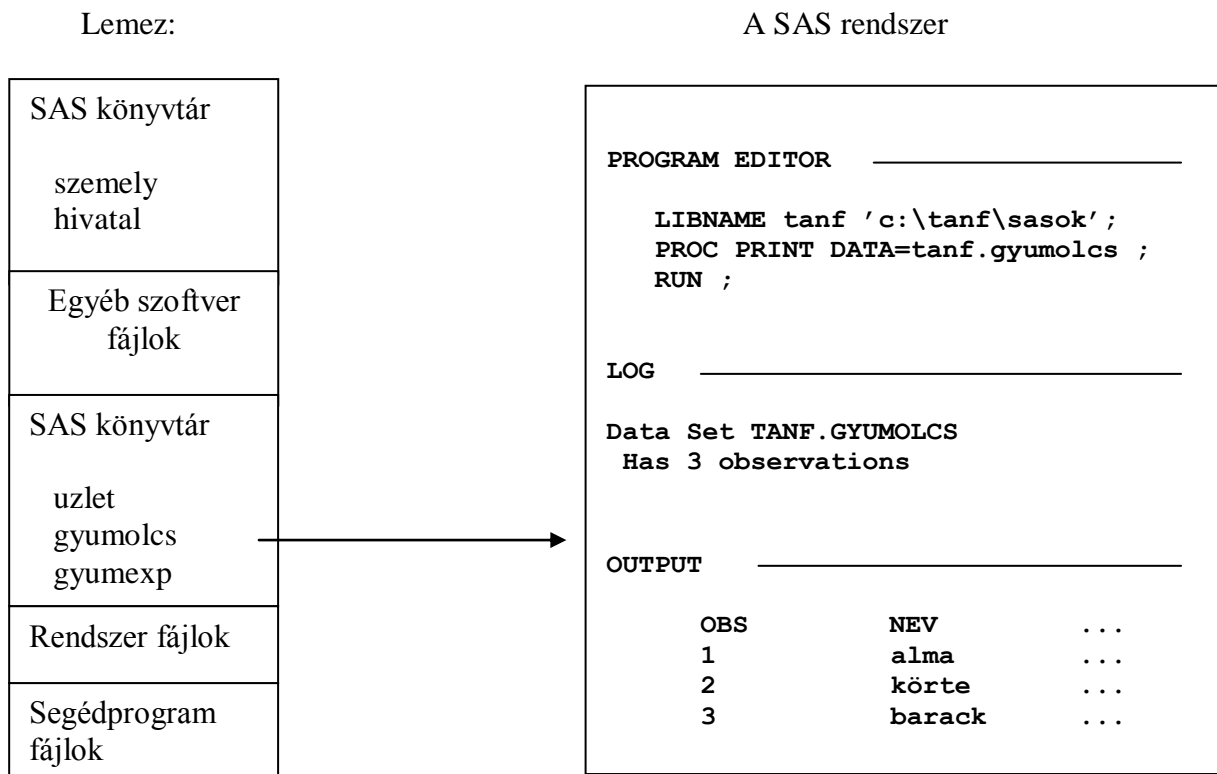 Lemez:
A SAS rendszer
SAS könyvtár
szemely
hivatal
Egyéb szoftver
fájlok
SAS könyvtár
uzlet
gyumolcs
gyumexp
Rendszer fájlok
Segédprogram
fájlok
PROGRAM EDITOR
LIBNAME tanf ’c:\tanf\sasok’;
PROC PRINT DATA=tanf.gyumolcs ;
RUN ;
LOG
Data Set TANF.GYUMOLCS
Has 3 observations
OUTPUT
OBS NEV ...
1 alma ...
2 körte ...
3 barack ...